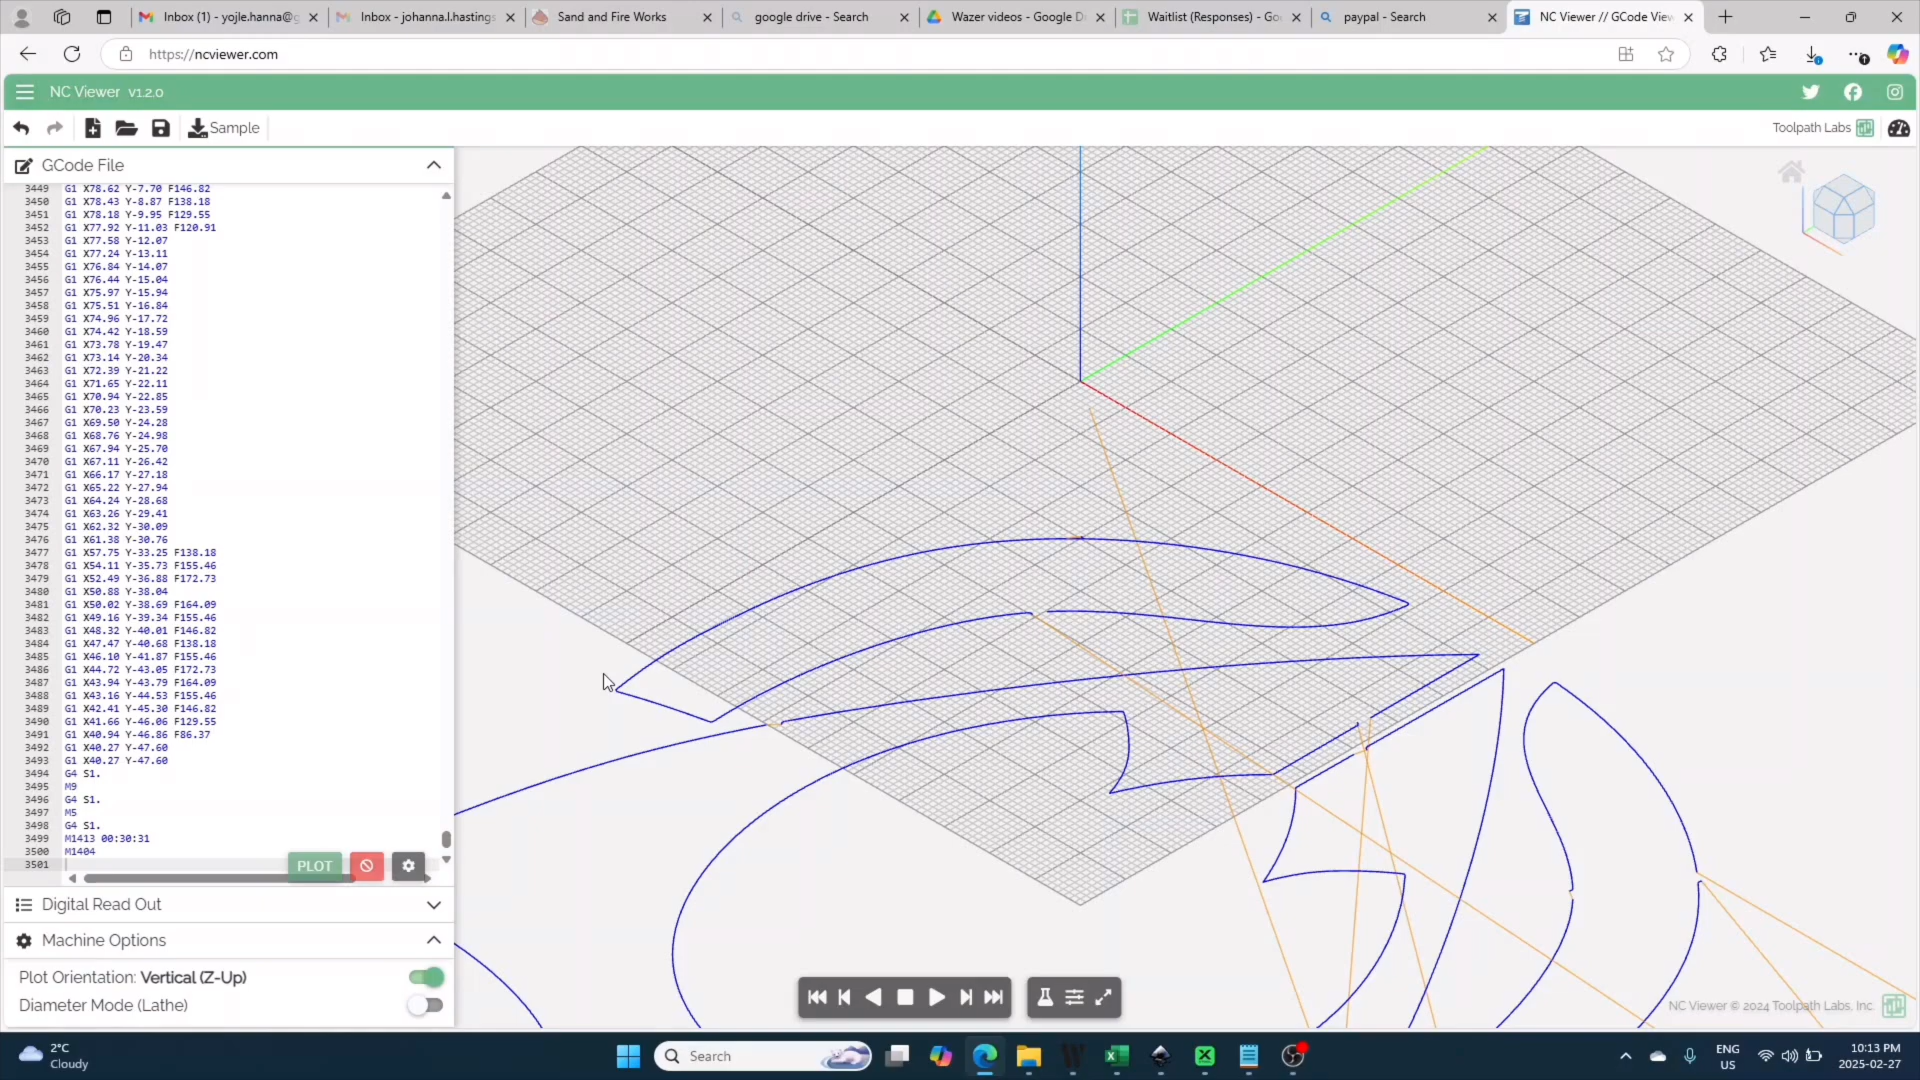 Inbox (1) - yojle.hanna@g
Inbox - johanna.l.hastings
Sand and Fire Works
google drive - Search
Wazer videos - Google D
Waitlist (Responses) - Go
paypal - Search
NC Viewer // GCode View
https://ncviewer.com
NC Viewer v1.2.0
Sample
Toolpath Labs
GCode File
3449 G1 X78.62 Y-7.70 F146.82
3450 G1 X78.43 Y-8.87 F138.18
3451 G1 X78.18 Y-9.95 F129.55
3452 G1 X77.92 Y-11.03 F120.91
3453 G1 X77.58 Y-12.07
3454 G1 X77.24 Y-13.11
3455 G1 X76.84 Y-14.07
3456 G1 X76.44 Y-15.04
3457 G1 X75.97 Y-15.94
3458 G1 X75.51 Y-16.84
3459 G1 X74.96 Y-17.72
3460 G1 X74.42 Y-18.59
3461 G1 X73.78 Y-19.47
3462 G1 X73.14 Y-20.34
3463 G1 X72.39 Y-21.22
3464 G1 X71.65 Y-22.11
3465 G1 X70.94 Y-22.85
3466 G1 X70.23 Y-23.59
3467 G1 X69.50 Y-24.28
3468 G1 X68.76 Y-24.98
3469 G1 X67.94 Y-25.70
3470 G1 X67.11 Y-26.42
3471 G1 X66.17 Y-27.18
3472 G1 X65.22 Y-27.94
3473 G1 X64.24 Y-28.68
3474 G1 X63.26 Y-29.41
3475 G1 X62.32 Y-30.09
3476 G1 X61.38 Y-30.76
3477 G1 X57.75 Y-33.25 F138.18
3478 G1 X54.11 Y-35.73 F155.46
3479 G1 X52.49 Y-36.88 F172.73
3480 G1 X50.88 Y-38.04
3481 G1 X50.02 Y-38.69 F164.09
3482 G1 X49.16 Y-39.34 F155.46
3483 G1 X48.32 Y-40.01 F146.82
3484 G1 X47.47 Y-40.68 F138.18
3485 G1 X46.10 Y-41.87 F155.46
3486 G1 X44.72 Y-43.05 F172.73
3487 G1 X43.94 Y-43.79 F164.09
3488 G1 X43.16 Y-44.53 F155.46
3489 G1 X42.41 Y-45.30 F146.82
3490 G1 X41.66 Y-46.06 F129.55
3491 G1 X40.94 Y-46.86 F86.37
3492 G1 X40.27 Y-47.60
3493 G1 X40.27 Y-47.60
3494 G4 S1.
3495 M9
3496 G4 S1.
3497 M5
3498 G4 S1.
3499 M1413 00:30:31
3500 M1404
3501
PLOT
Digital Read Out
Machine Options
Plot Orientation: Vertical (Z-Up)
Diameter Mode (Lathe)
NC Viewer © 2024 Toolpath Labs, Inc.
2°C
Cloudy
Search
ENG
US
10:13 PM
2025-02-27